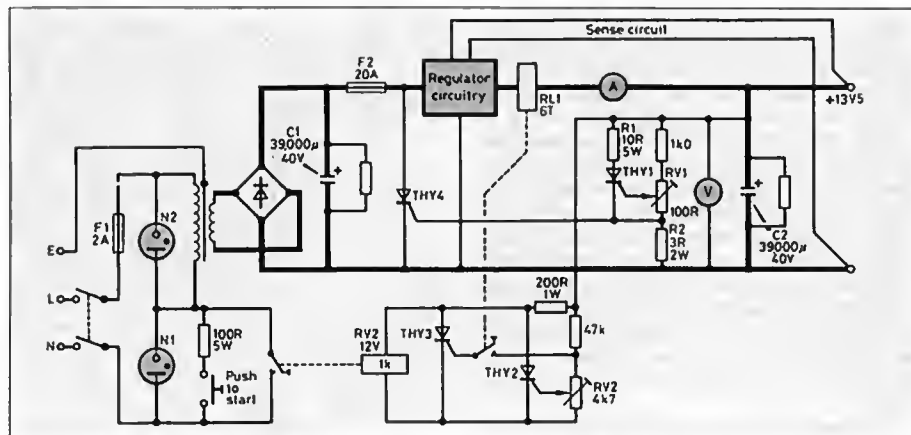 Sense circuit
F2
20A
Regulator
circuitry
RL1
6T
A
+13V5
C1
39,000µ
40V
R1
10R
5W
1k0
THY1
RV1
100R
V
THY4
R2
3R
2W
C2
39000µ
40V
F1
2A
N2
E
L
N
N1
100R
5W
Push
to
start
RV2
12V
1k
THY3
200R
1W
47k
THY2
RV2
4k7